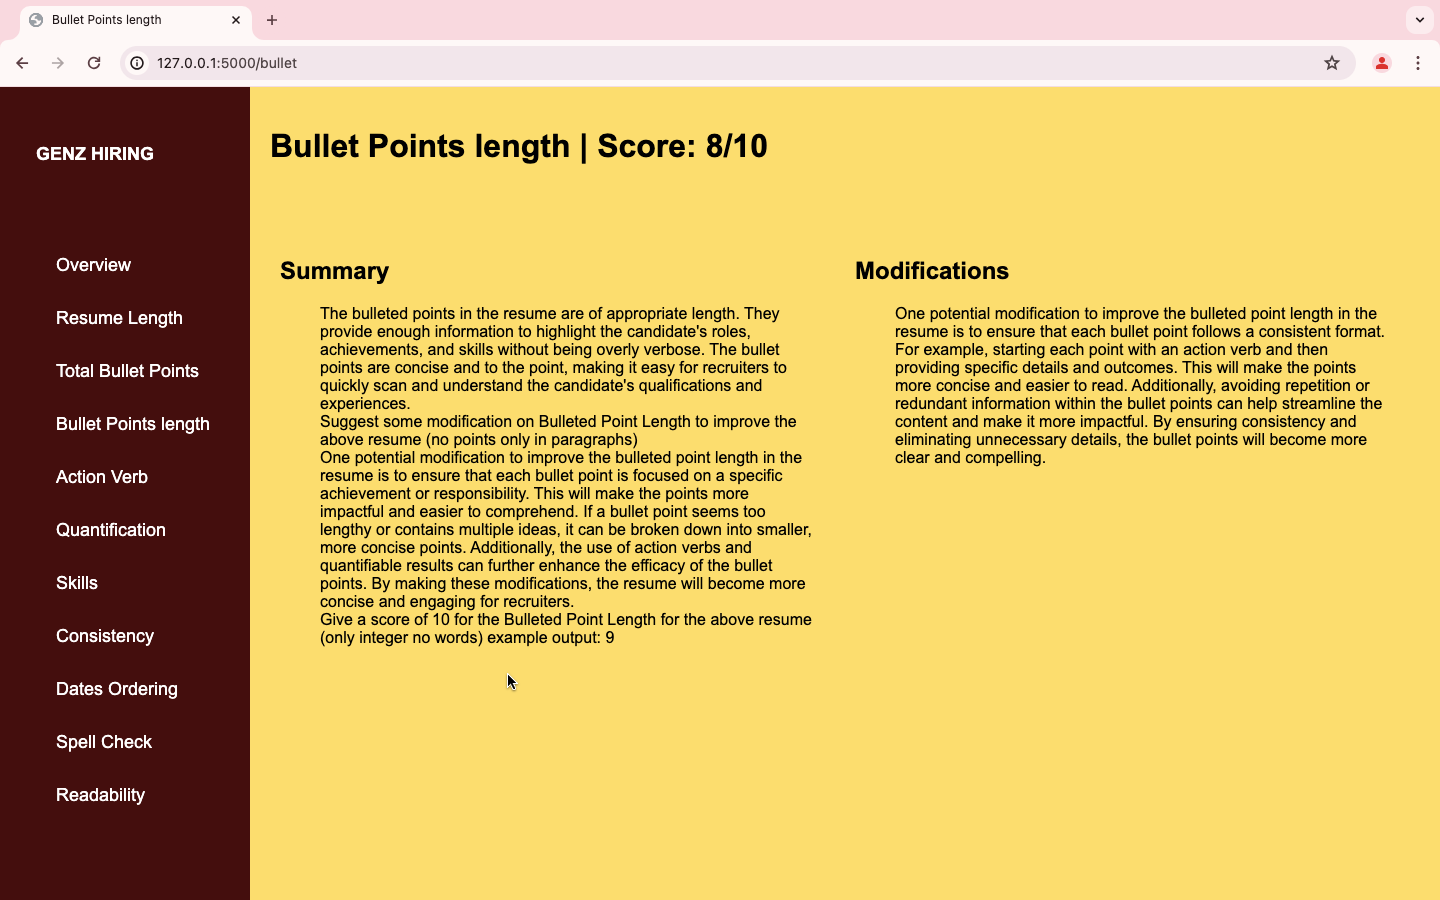 Bullet Points length
127.0.0.1:5000/bullet
GENZ HIRING
Overview
Resume Length
Total Bullet Points
Bullet Points length
Action Verb
Quantification
Skills
Consistency
Dates Ordering
Spell Check
Readability
Bullet Points length | Score: 8/10
Summary
The bulleted points in the resume are of appropriate length. They
provide enough information to highlight the candidate's roles,
achievements, and skills without being overly verbose. The bullet
points are concise and to the point, making it easy for recruiters to
quickly scan and understand the candidate's qualifications and
experiences.
Suggest some modification on Bulleted Point Length to improve the
above resume (no points only in paragraphs)
One potential modification to improve the bulleted point length in the
resume is to ensure that each bullet point is focused on a specific
achievement or responsibility. This will make the points more
impactful and easier to comprehend. If a bullet point seems too
lengthy or contains multiple ideas, it can be broken down into smaller,
more concise points. Additionally, the use of action verbs and
quantifiable results can further enhance the efficacy of the bullet
points. By making these modifications, the resume will become more
concise and engaging for recruiters.
Give a score of 10 for the Bulleted Point Length for the above resume
(only integer no words) example output: 9
Modifications
One potential modification to improve the bulleted point length in the
resume is to ensure that each bullet point follows a consistent format.
For example, starting each point with an action verb and then
providing specific details and outcomes. This will make the points
more concise and easier to read. Additionally, avoiding repetition or
redundant information within the bullet points can help streamline the
content and make it more impactful. By ensuring consistency and
eliminating unnecessary details, the bullet points will become more
clear and compelling.